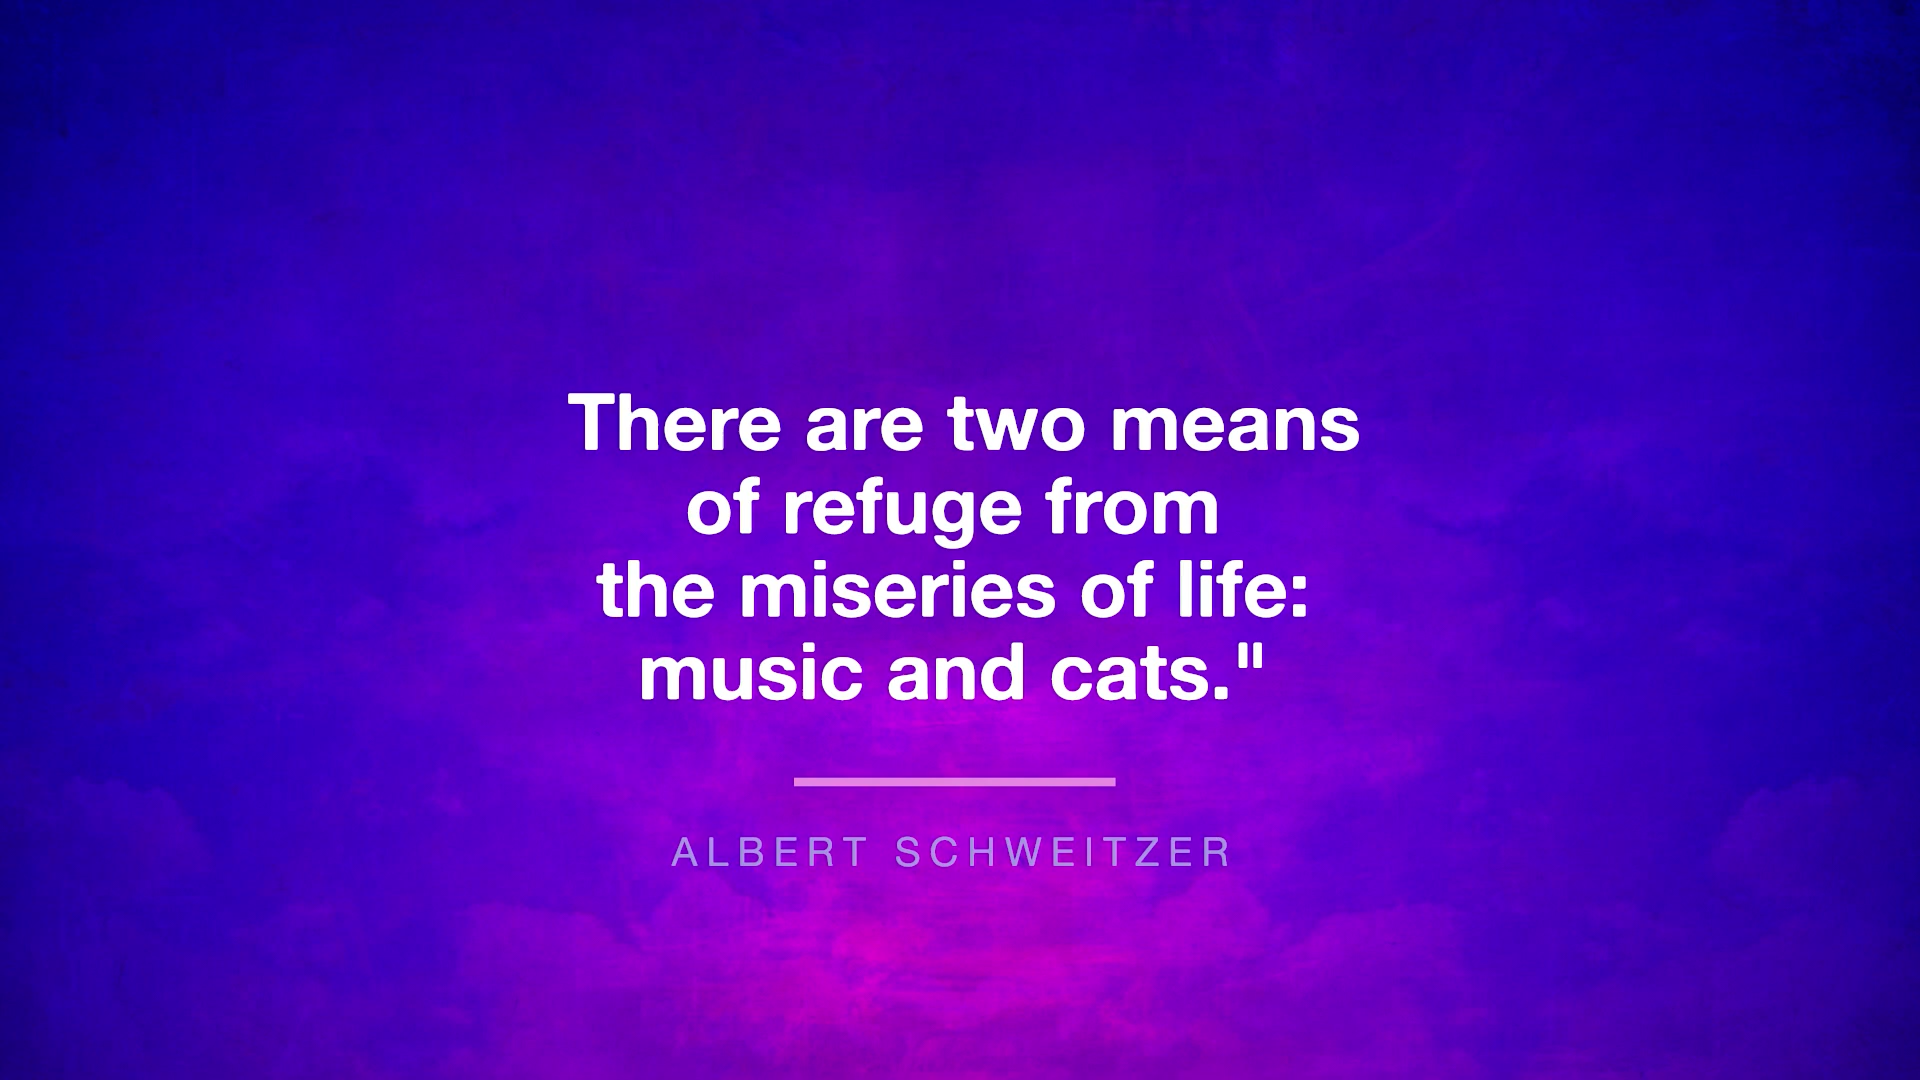 There are two means
of refuge from
the miseries of life:
music and cats."
ALBERT SCHWEITZER